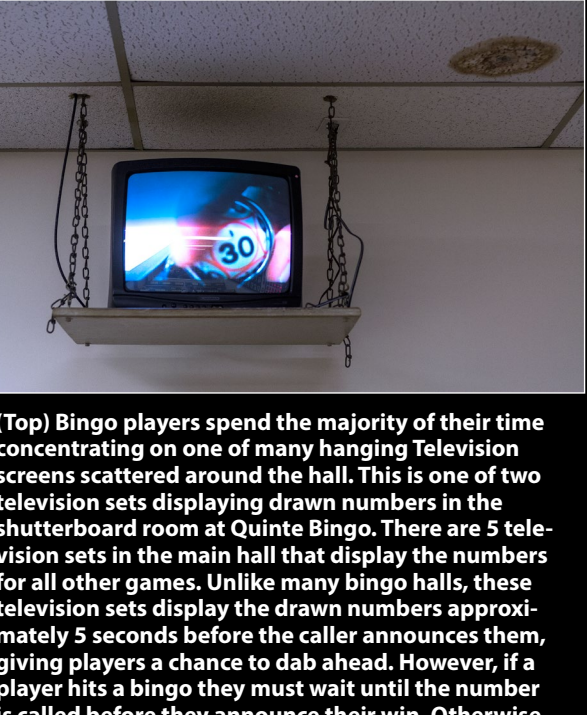 30
(Top) Bingo players spend the majority of their time
concentrating on one of many hanging Television
screens scattered around the hall. This is one of two
television sets displaying drawn numbers in the
shutterboard room at Quinte Bingo. There are 5 tele-
vision sets in the main hall that display the numbers
for all other games. Unlike many bingo halls, these
television sets display the drawn numbers approxi-
mately 5 seconds before the caller announces them,
giving players a chance to dab ahead. However, if a
player hits a bingo they must wait until the number
is called before they announce their win. Otherwise